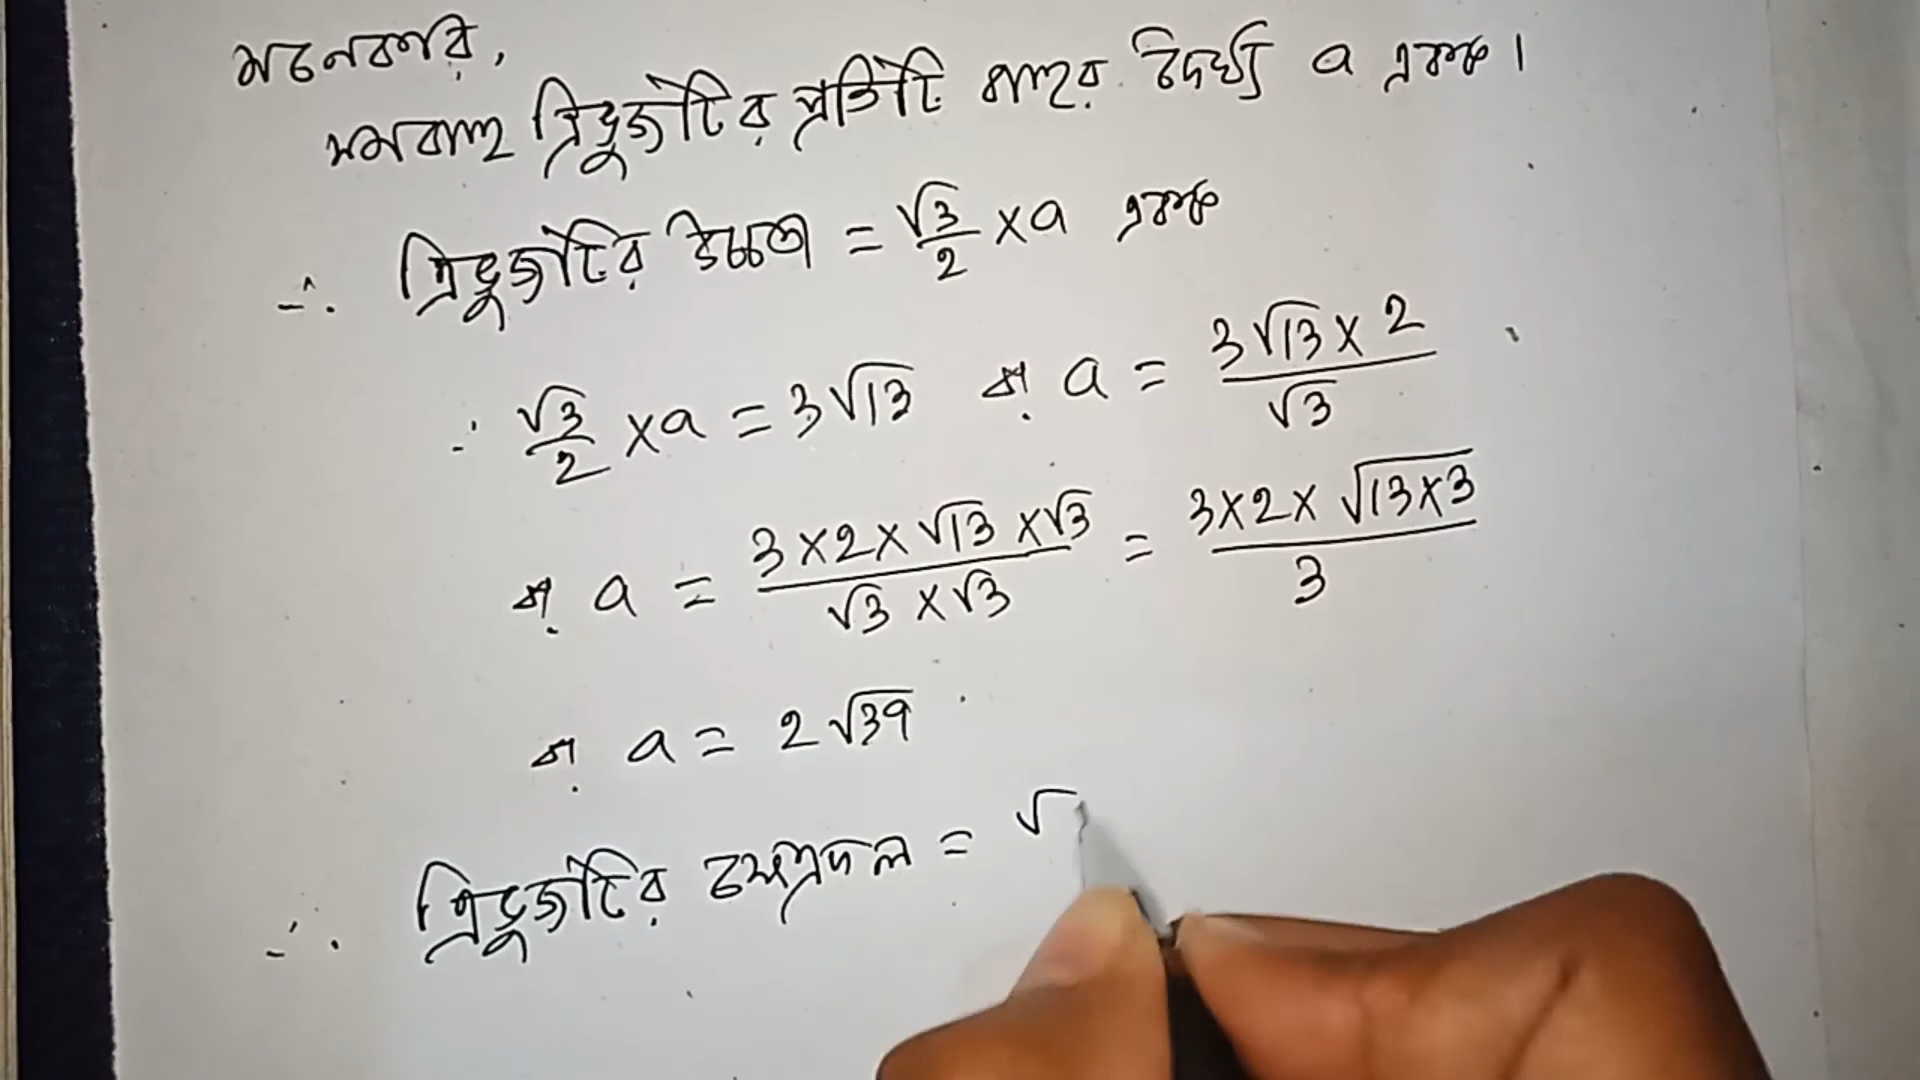 মনেকরি,
সমবাহু ত্রিভুজটির প্রতিটি বাহুর দৈর্ঘ্য a একক।
∴ ত্রিভুজটির উচ্চতা = √3/2 × a একক
∴ √3/2 × a = 3√13 বা, a = 3√13 × 2 / √3
বা, a = 3×2×√13×√3 / √3×√3 = 3×2×√13×3 / 3
বা, a = 2√39
∴ ত্রিভুজটির ক্ষেত্রফল = √